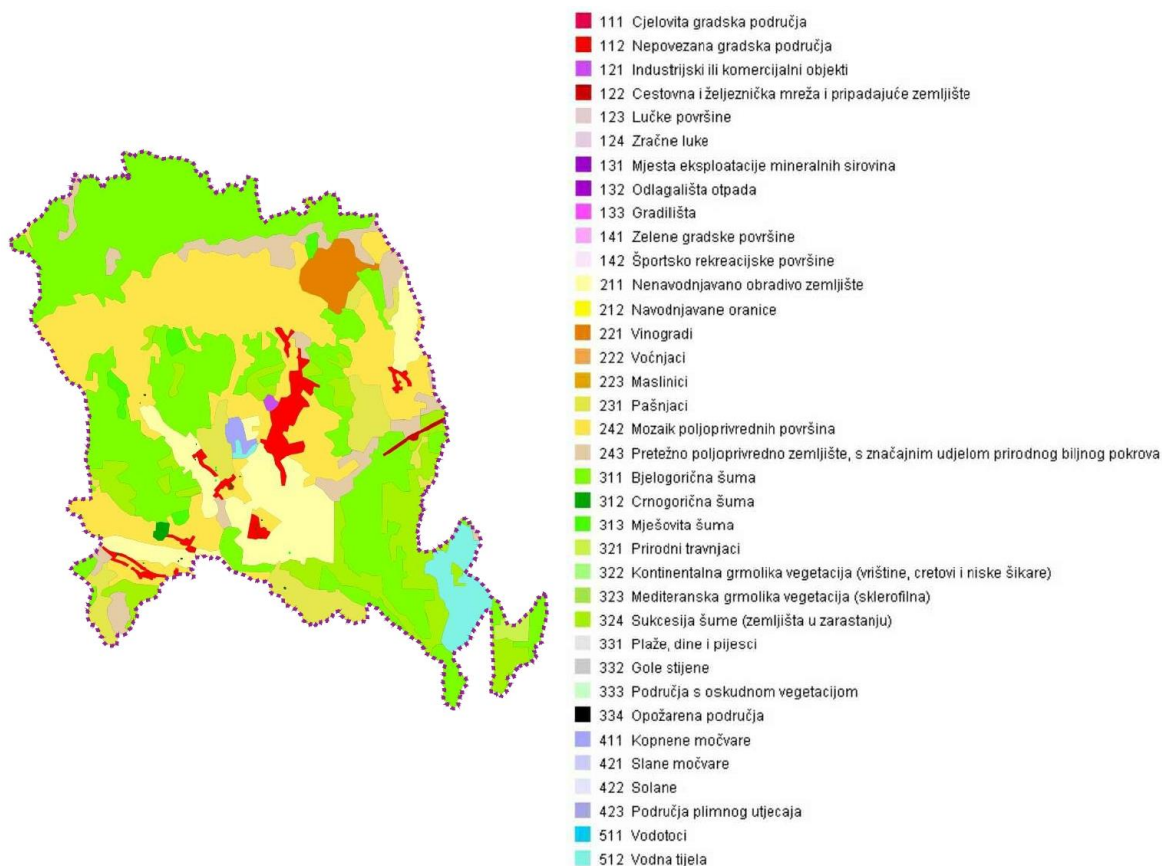 111 Cjelovita gradska područja
112 Nepovezana gradska područja
121 Industrijski ili komercijalni objekti
122 Cestovna i željeznička mreža i pripadajuće zemljište
123 Lučke površine
124 Zračne luke
131 Mjesta eksploatacije mineralnih sirovina
132 Odlagališta otpada
133 Gradilišta
141 Zelene gradske površine
142 Športsko rekreacijske površine
211 Nenavodnjavano obradivo zemljište
212 Navodnjavane oranice
221 Vinogradi
222 Voćnjaci
223 Maslinici
231 Pašnjaci
242 Mozaik poljoprivrednih površina
243 Pretežno poljoprivredno zemljište, s značajnim udjelom prirodnog biljnog pokrova
311 Bjelogorična šuma
312 Crnogorična šuma
313 Mješovita šuma
321 Prirodni travnjaci
322 Kontinentalna grmolika vegetacija (vrištine, cretovi i niske šikare)
323 Mediteranska grmolika vegetacija (sklerofilna)
324 Sukcesija šume (zemljišta u zarastanju)
331 Plaže, dine i pijesci
332 Gole stijene
333 Područja s oskudnom vegetacijom
334 Opožarena područja
411 Kopnene močvare
421 Slane močvare
422 Solane
423 Područja plimnog utjecaja
511 Vodotoci
512 Vodna tijela